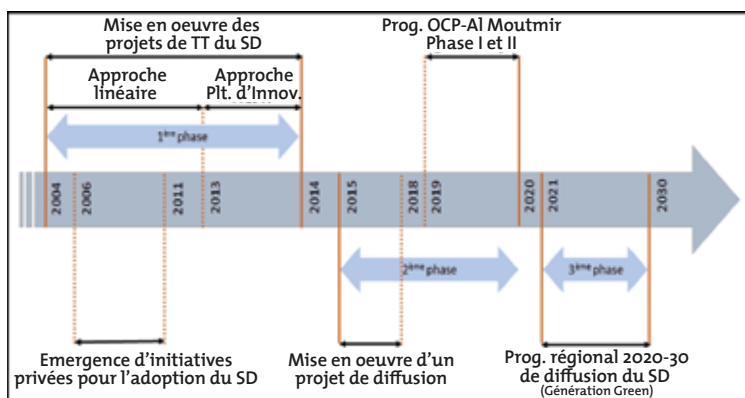 Mise en oeuvre des
projets de TT du SD
Prog. OCP-Al Moutmir
Phase I et II
Approche
linéaire
Approche
Plt. d'Innov.
1ère phase
2004
2006
2011
2013
2014
2015
2018
2019
2020
2021
2030
2ième phase
3ième phase
Emergence d'initiatives
privées pour l'adoption du SD
Mise en oeuvre d'un
projet de diffusion
Prog. régional 2020-30
de diffusion du SD
(Génération Green)